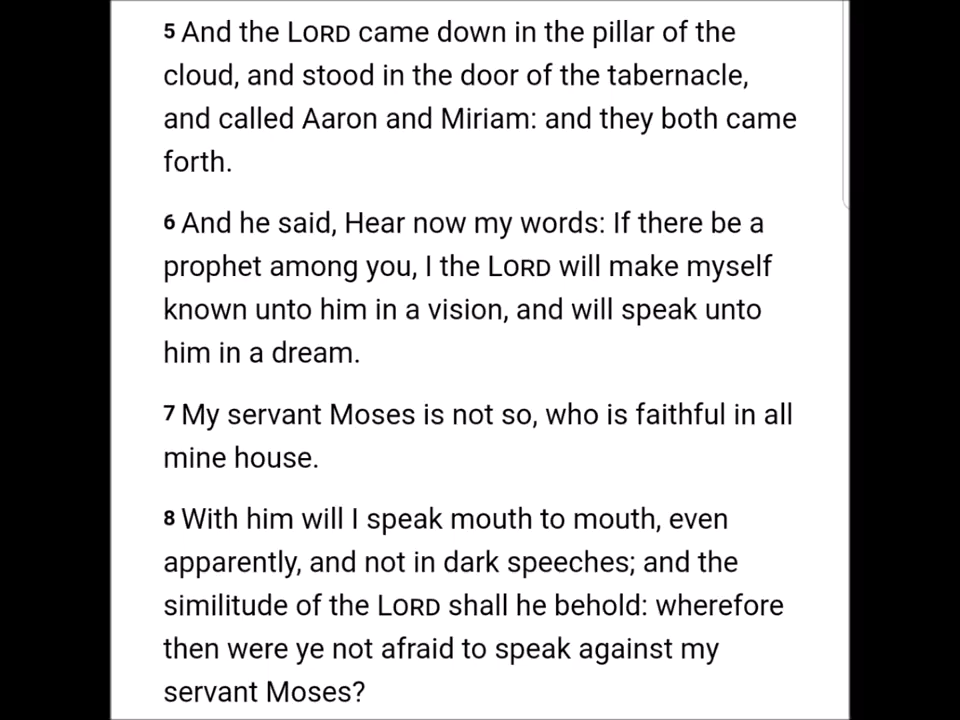 5 And the LORD came down in the pillar of the
cloud, and stood in the door of the tabernacle,
and called Aaron and Miriam: and they both came
forth.
6 And he said, Hear now my words: If there be a
prophet among you, I the LORD will make myself
known unto him in a vision, and will speak unto
him in a dream.
7 My servant Moses is not so, who is faithful in all
mine house.
8 With him will I speak mouth to mouth, even
apparently, and not in dark speeches; and the
similitude of the LORD shall he behold: wherefore
then were ye not afraid to speak against my
servant Moses?